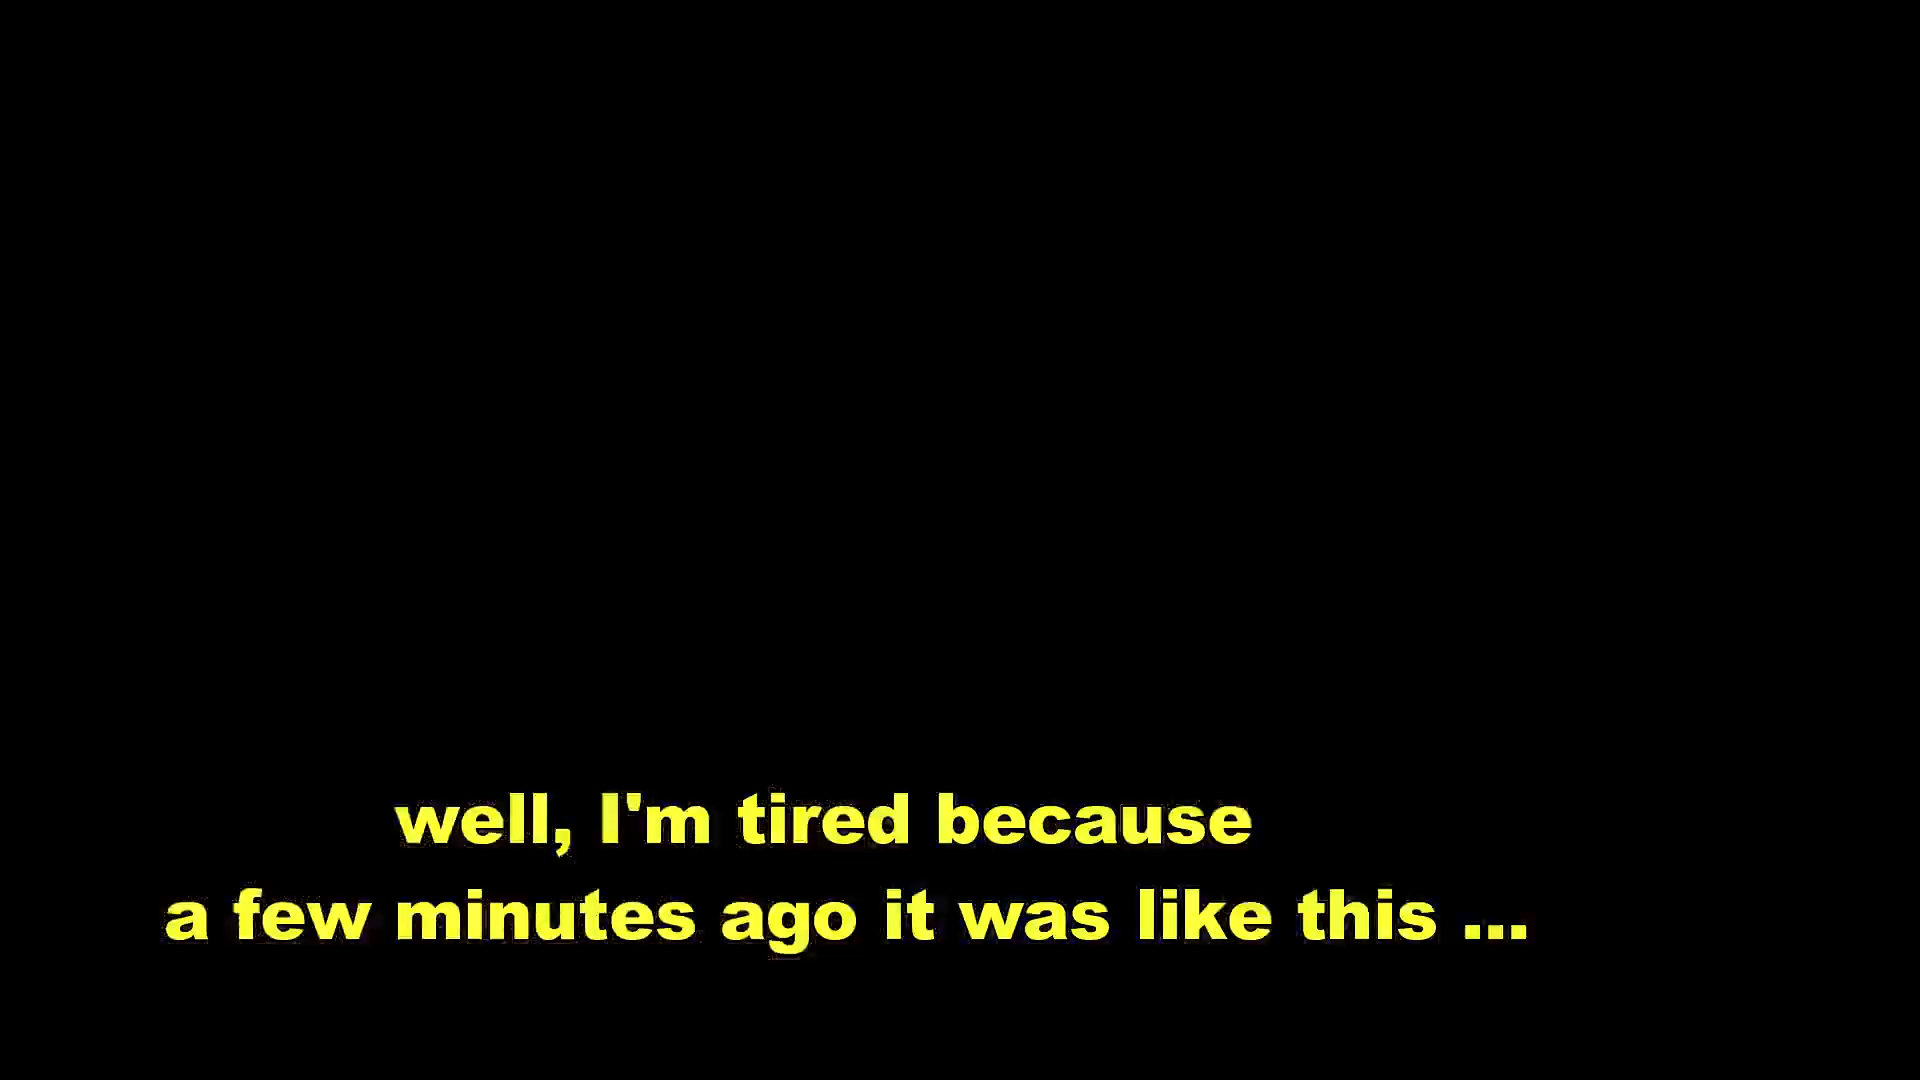 well, I'm tired because
a few minutes ago it was like this ...